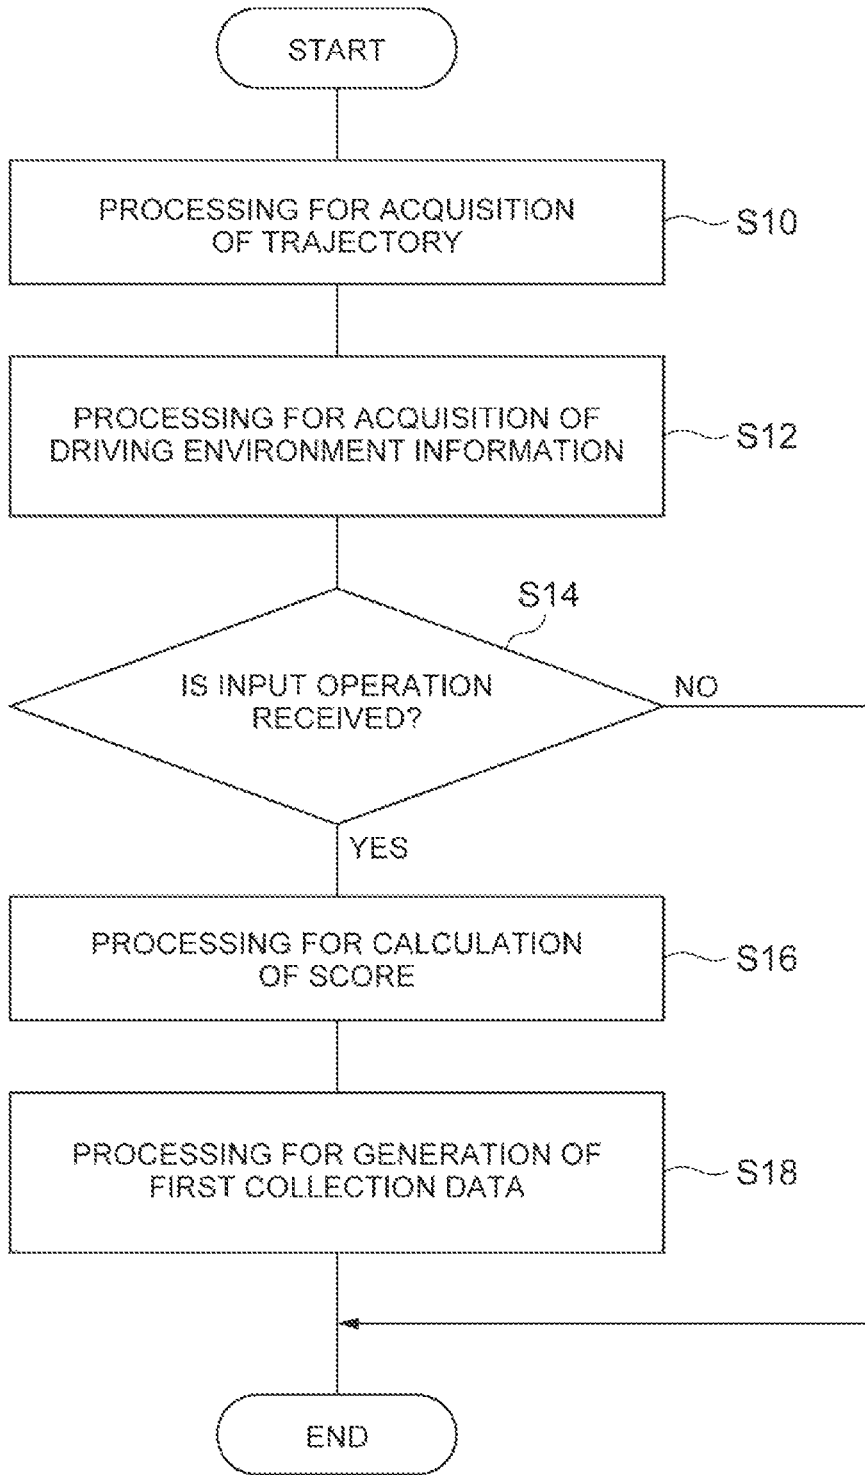 START
PROCESSING FOR ACQUISITION
OF TRAJECTORY
S10
PROCESSING FOR ACQUISITION OF
DRIVING ENVIRONMENT INFORMATION
S12
S14
IS INPUT OPERATION
RECEIVED?
NO
YES
PROCESSING FOR CALCULATION
OF SCORE
S16
PROCESSING FOR GENERATION OF
FIRST COLLECTION DATA
S18
END